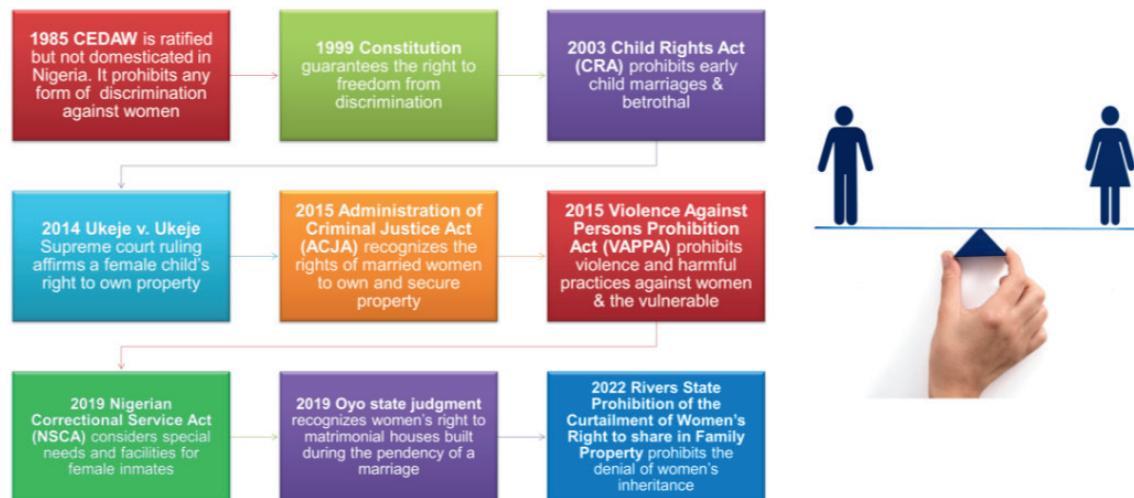 1985 CEDAW is ratified
but not domesticated in
Nigeria. It prohibits any
form of discrimination
against women
1999 Constitution
guarantees the right to
freedom from
discrimination
2003 Child Rights Act
(CRA) prohibits early
child marriages &
betrothal
2014 Ukeje v. Ukeje
Supreme court ruling
affirms a female child's
right to own property
2015 Administration of
Criminal Justice Act
(ACJA) recognizes the
rights of married women
to own and secure
property
2015 Violence Against
Persons Prohibition
Act (VAPPA) prohibits
violence and harmful
practices against women
& the vulnerable
2019 Nigerian
Correctional Service Act
(NSCA) considers special
needs and facilities for
female inmates
2019 Oyo state judgment
recognizes women's right to
matrimonial houses built
during the pendency of a
marriage
2022 Rivers State
Prohibition of the
Curtailment of Women's
Right to share in Family
Property prohibits the
denial of women's
inheritance